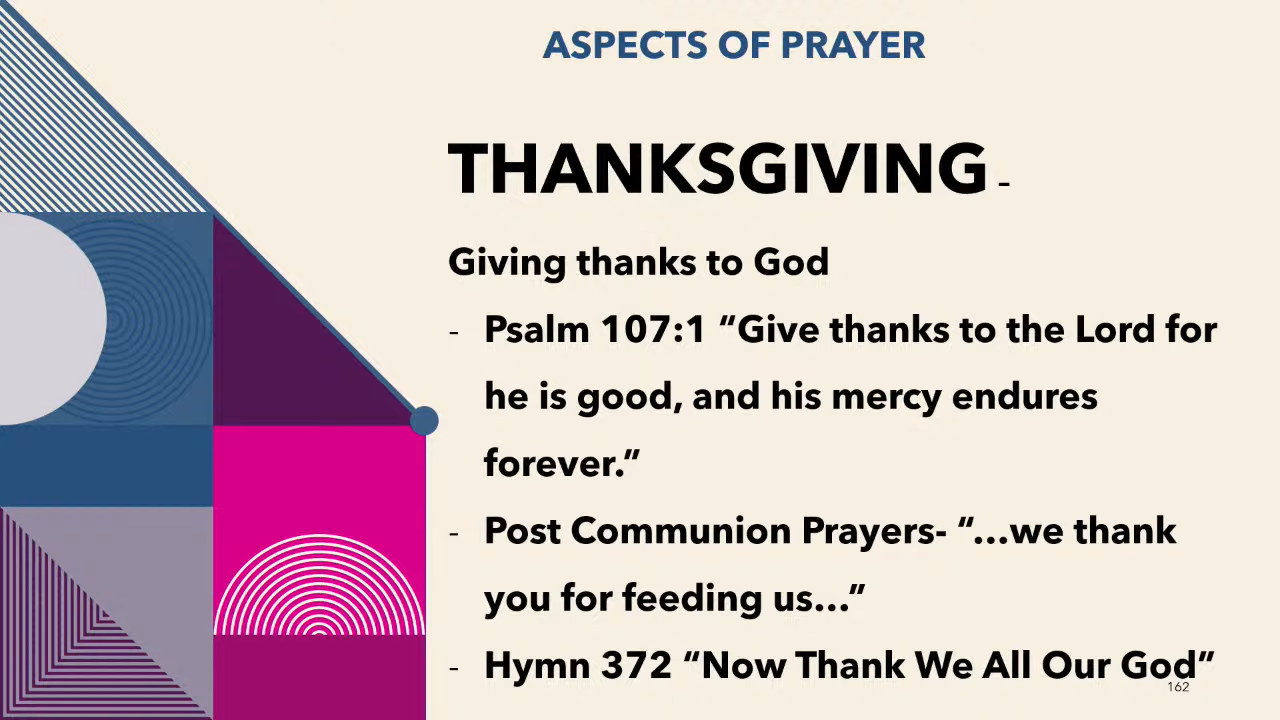 ASPECTS OF PRAYER
THANKSGIVING -
Giving thanks to God
- Psalm 107:1 “Give thanks to the Lord for
he is good, and his mercy endures
forever.”
- Post Communion Prayers- “…we thank
you for feeding us…”
- Hymn 372 “Now Thank We All Our God”
162